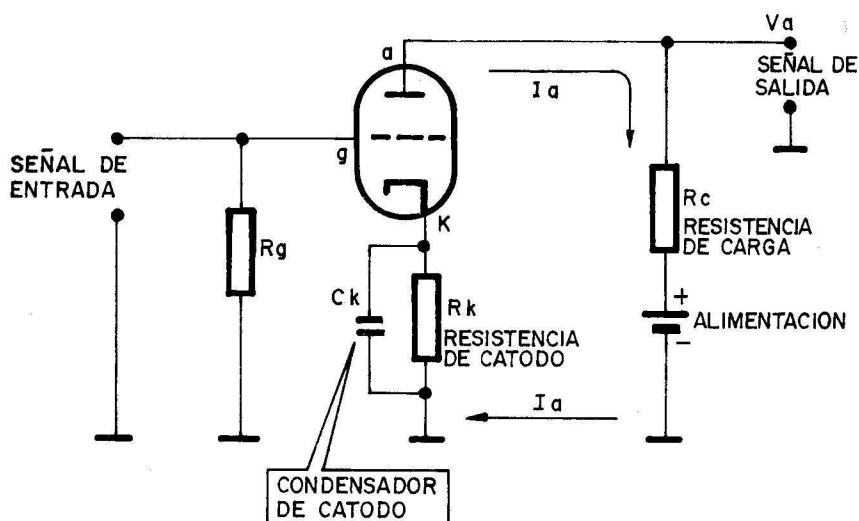 Va
a
SEÑAL DE
SALIDA
Ia
g
SEÑAL DE
ENTRADA
K
Rc
RESISTENCIA
DE CARGA
Rg
Ck
Rk
RESISTENCIA
DE CATODO
+
ALIMENTACION
-
Ia
CONDENSADOR
DE CATODO